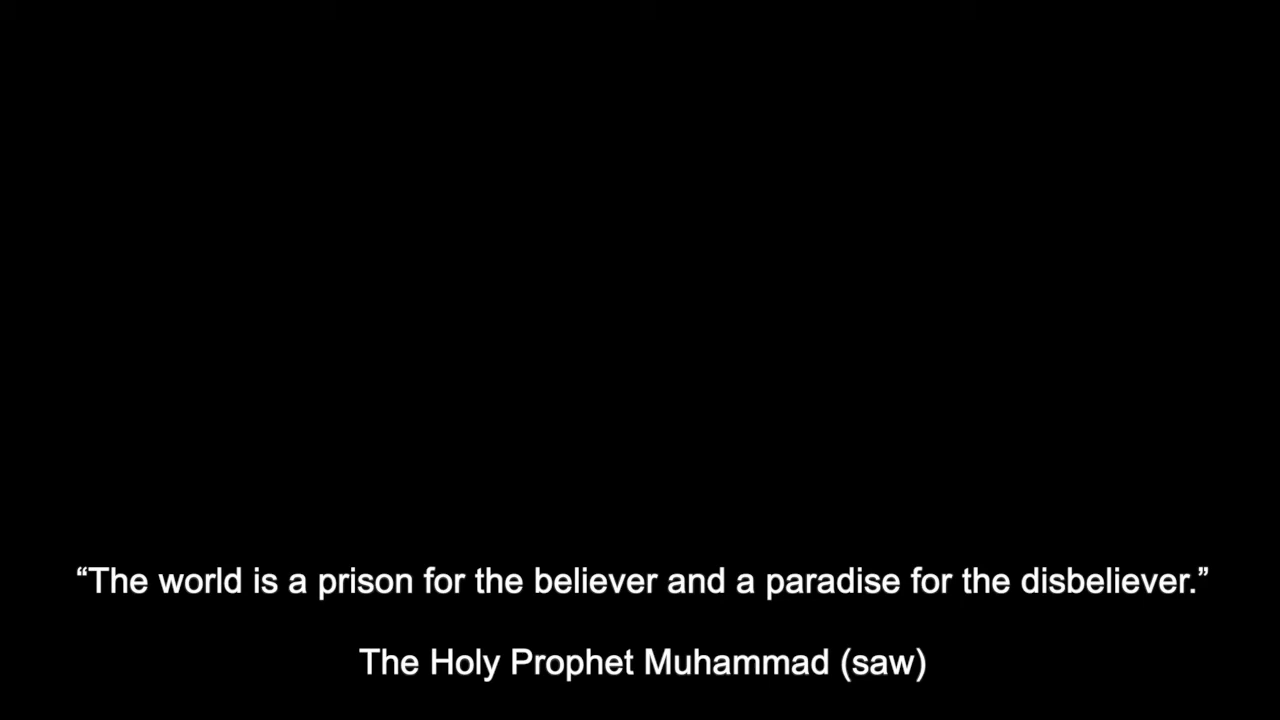 “The world is a prison for the believer and a paradise for the disbeliever.”
The Holy Prophet Muhammad (saw)